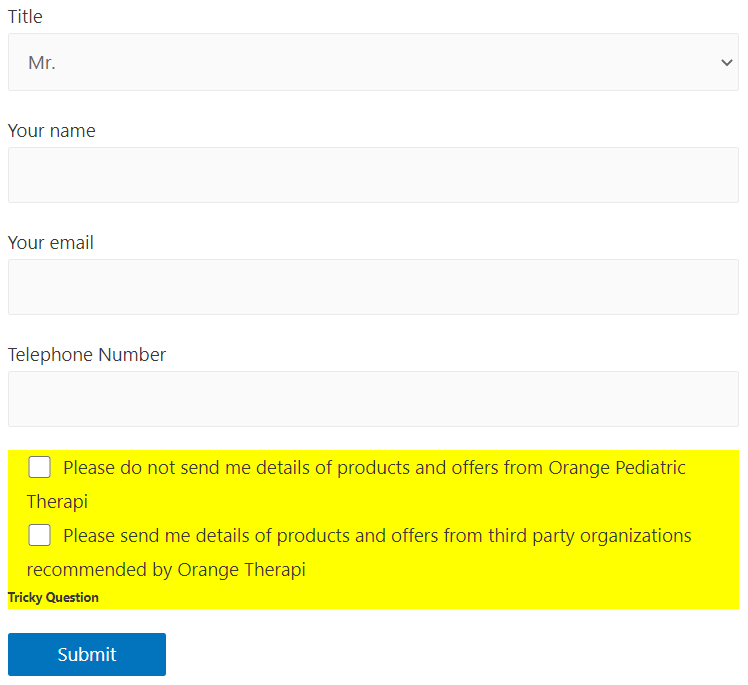 Title
Mr.
Your name
Your email
Telephone Number
Please do not send me details of products and offers from Orange Pediatric
Therapi
Please send me details of products and offers from third party organizations
recommended by Orange Therapi
Tricky Question
Submit